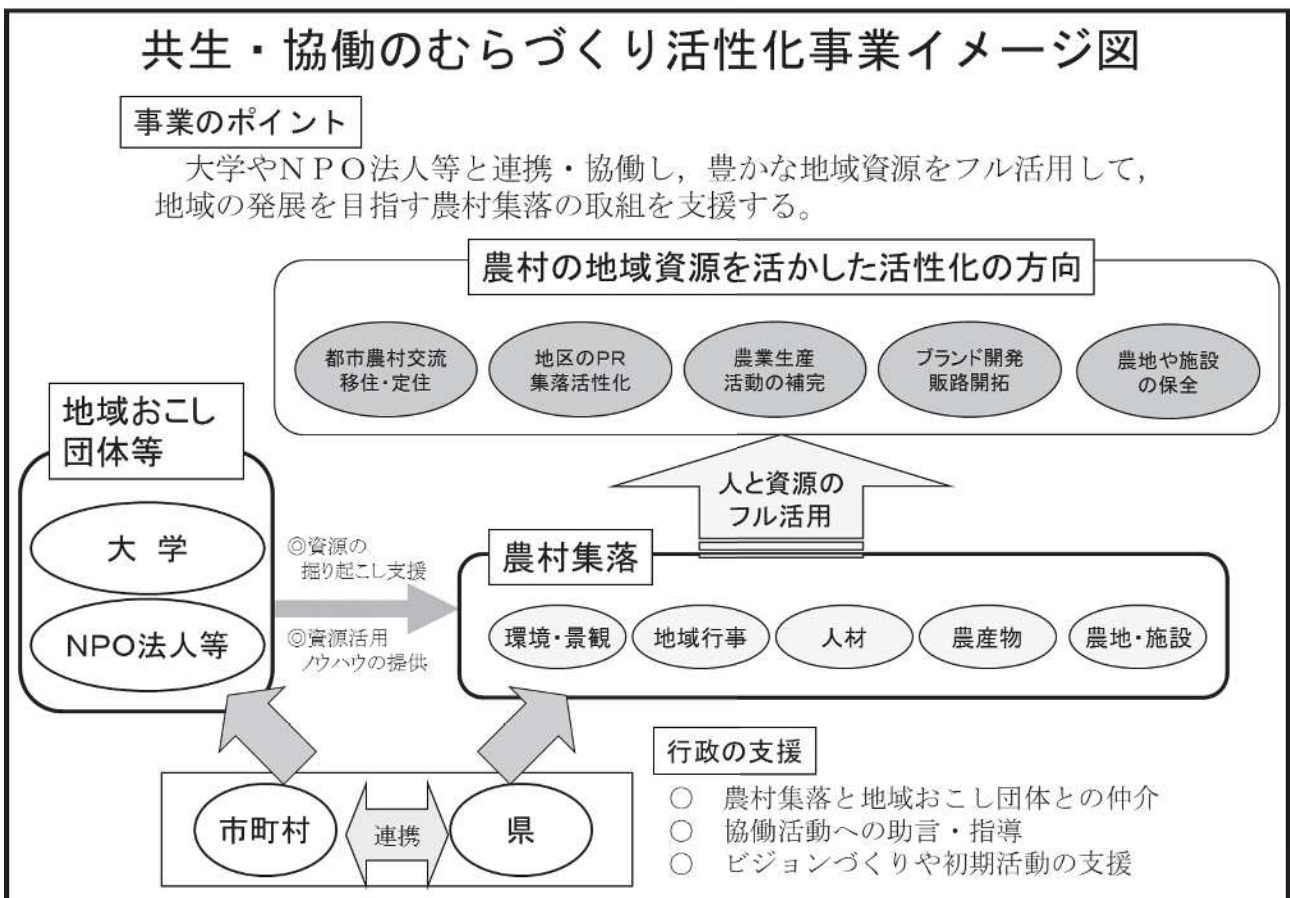 共生・協働のむらづくり活性化事業イメージ図
事業のポイント
大学やＮＰＯ法人等と連携・協働し，豊かな地域資源をフル活用して，
地域の発展を目指す農村集落の取組を支援する。
農村の地域資源を活かした活性化の方向
都市農村交流
移住・定住
地区のPR
集落活性化
農業生産
活動の補完
ブランド開発
販路開拓
農地や施設
の保全
地域おこし
団体等
大 学
NPO法人等
◎資源の
掘り起こし支援
◎資源活用
ノウハウの提供
人と資源の
フル活用
農村集落
環境・景観
地域行事
人材
農産物
農地・施設
市町村
連携
県
行政の支援
○ 農村集落と地域おこし団体との仲介
○ 協働活動への助言・指導
○ ビジョンづくりや初期活動の支援